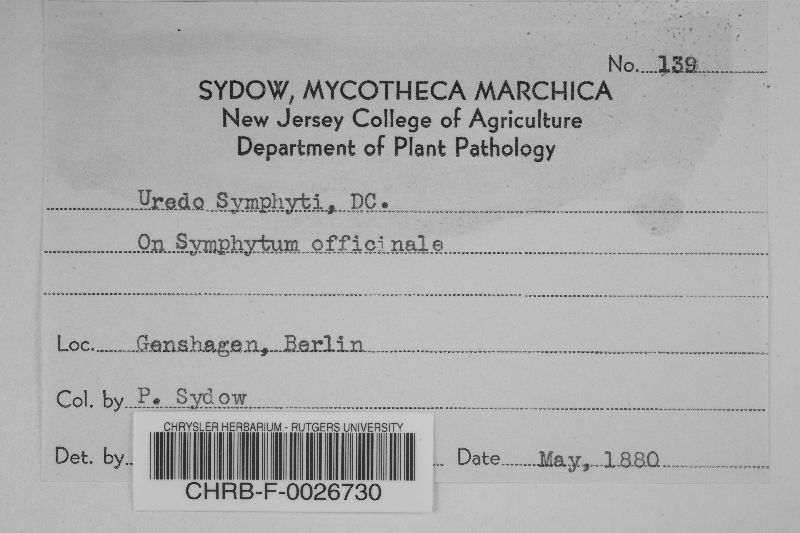 No. 139
SYDOW, MYCOTHECA MARCHICA
New Jersey College of Agriculture
Department of Plant Pathology
Uredo Symphyti, DC.
On Symphytum officinale
Loc. Genshagen, Berlin
Col. by P. Sydow
Det. by Date May, 1880
CHRYSLER HERBARIUM - RUTGERS UNIVERSITY
CHRB-F-0026730